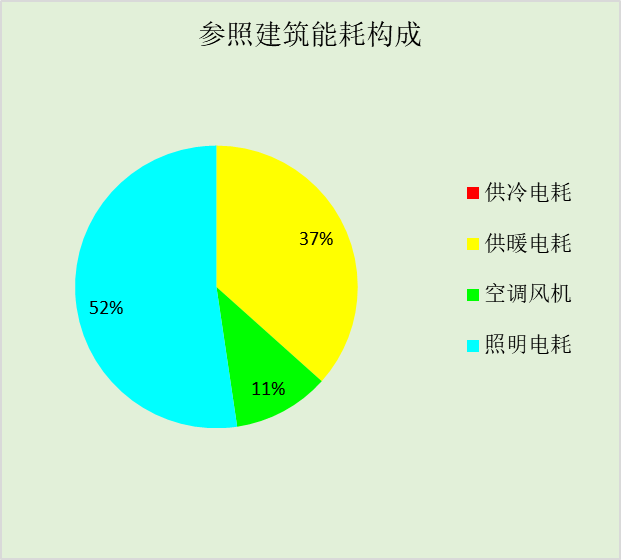 参照建筑能耗构成
供冷电耗
37%
供暖电耗
空调风机
52%
照明电耗
11%